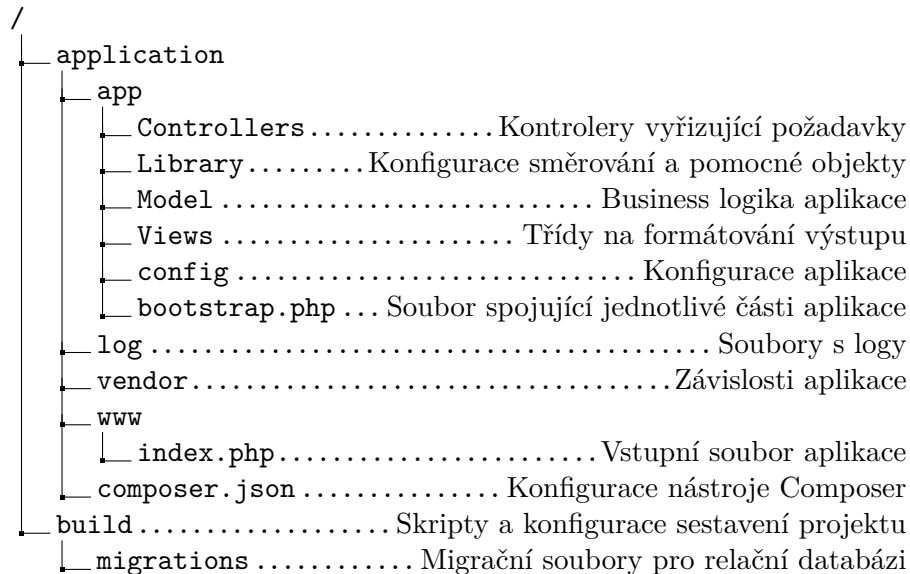 /
application
app
Controllers..............Kontrolery vyřizující požadavky
Library.........Konfigurace směrování a pomocné objekty
Model..............................Business logika aplikace
Views.......................Třídy na formátování výstupu
config.................................Konfigurace aplikace
bootstrap.php...Soubor spojující jednotlivé části aplikace
log..............................................Soubory s logy
vendor.......................................Závislosti aplikace
www
index.php..........................Vstupní soubor aplikace
composer.json................Konfigurace nástroje Composer
build....................Skripty a konfigurace sestavení projektu
migrations.............Migrační soubory pro relační databázi